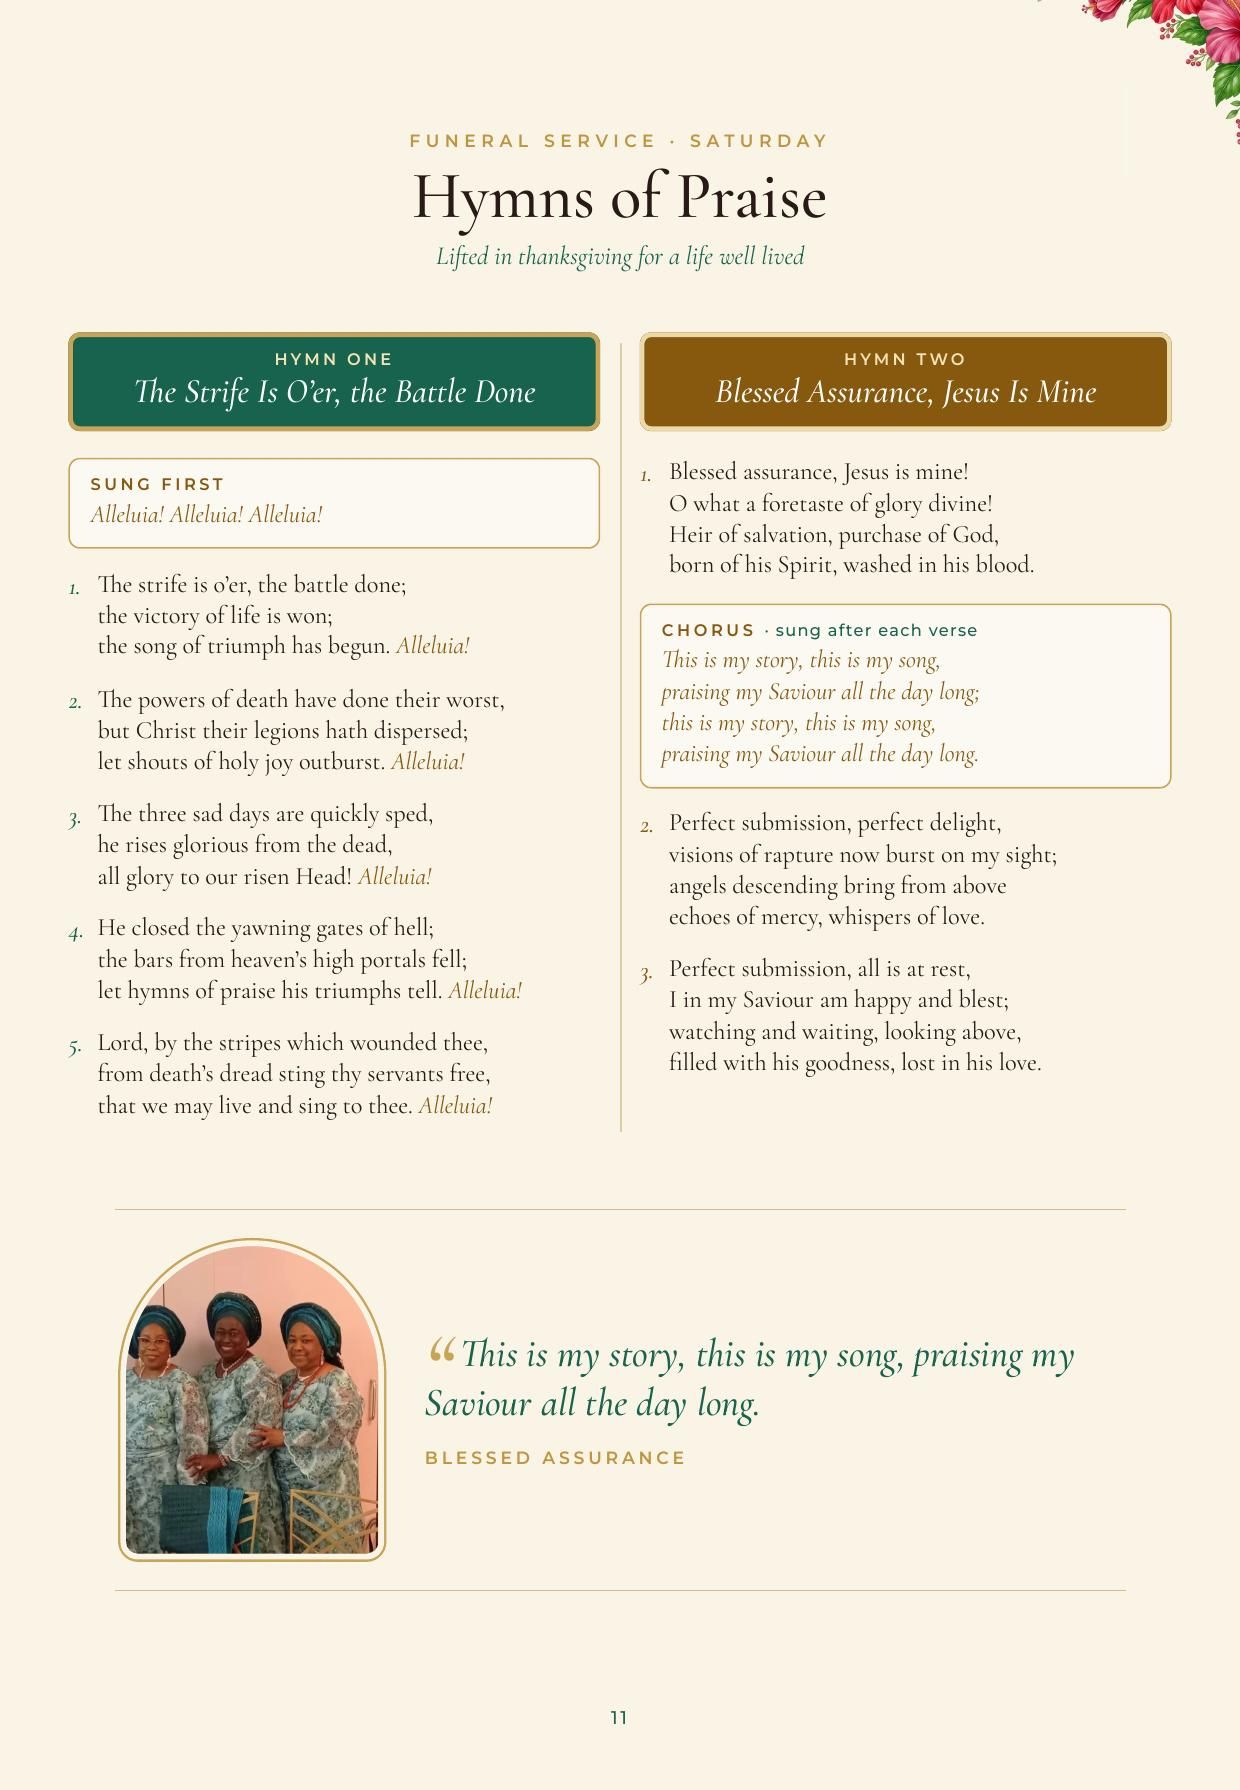 FUNERAL SERVICE · SATURDAY
Hymns of Praise
Lifted in thanksgiving for a life well lived
HYMN ONE
The Strife Is O’er, the Battle Done
SUNG FIRST
Alleluia! Alleluia! Alleluia!
1. The strife is o’er, the battle done;
the victory of life is won;
the song of triumph has begun. Alleluia!
2. The powers of death have done their worst,
but Christ their legions hath dispersed;
let shouts of holy joy outburst. Alleluia!
3. The three sad days are quickly sped,
he rises glorious from the dead,
all glory to our risen Head! Alleluia!
4. He closed the yawning gates of hell;
the bars from heaven’s high portals fell;
let hymns of praise his triumphs tell. Alleluia!
5. Lord, by the stripes which wounded thee,
from death’s dread sting thy servants free,
that we may live and sing to thee. Alleluia!
HYMN TWO
Blessed Assurance, Jesus Is Mine
1. Blessed assurance, Jesus is mine!
O what a foretaste of glory divine!
Heir of salvation, purchase of God,
born of his Spirit, washed in his blood.
CHORUS · sung after each verse
This is my story, this is my song,
praising my Saviour all the day long;
this is my story, this is my song,
praising my Saviour all the day long.
2. Perfect submission, perfect delight,
visions of rapture now burst on my sight;
angels descending bring from above
echoes of mercy, whispers of love.
3. Perfect submission, all is at rest,
I in my Saviour am happy and blest;
watching and waiting, looking above,
filled with his goodness, lost in his love.
“This is my story, this is my song, praising my
Saviour all the day long.
BLESSED ASSURANCE
11